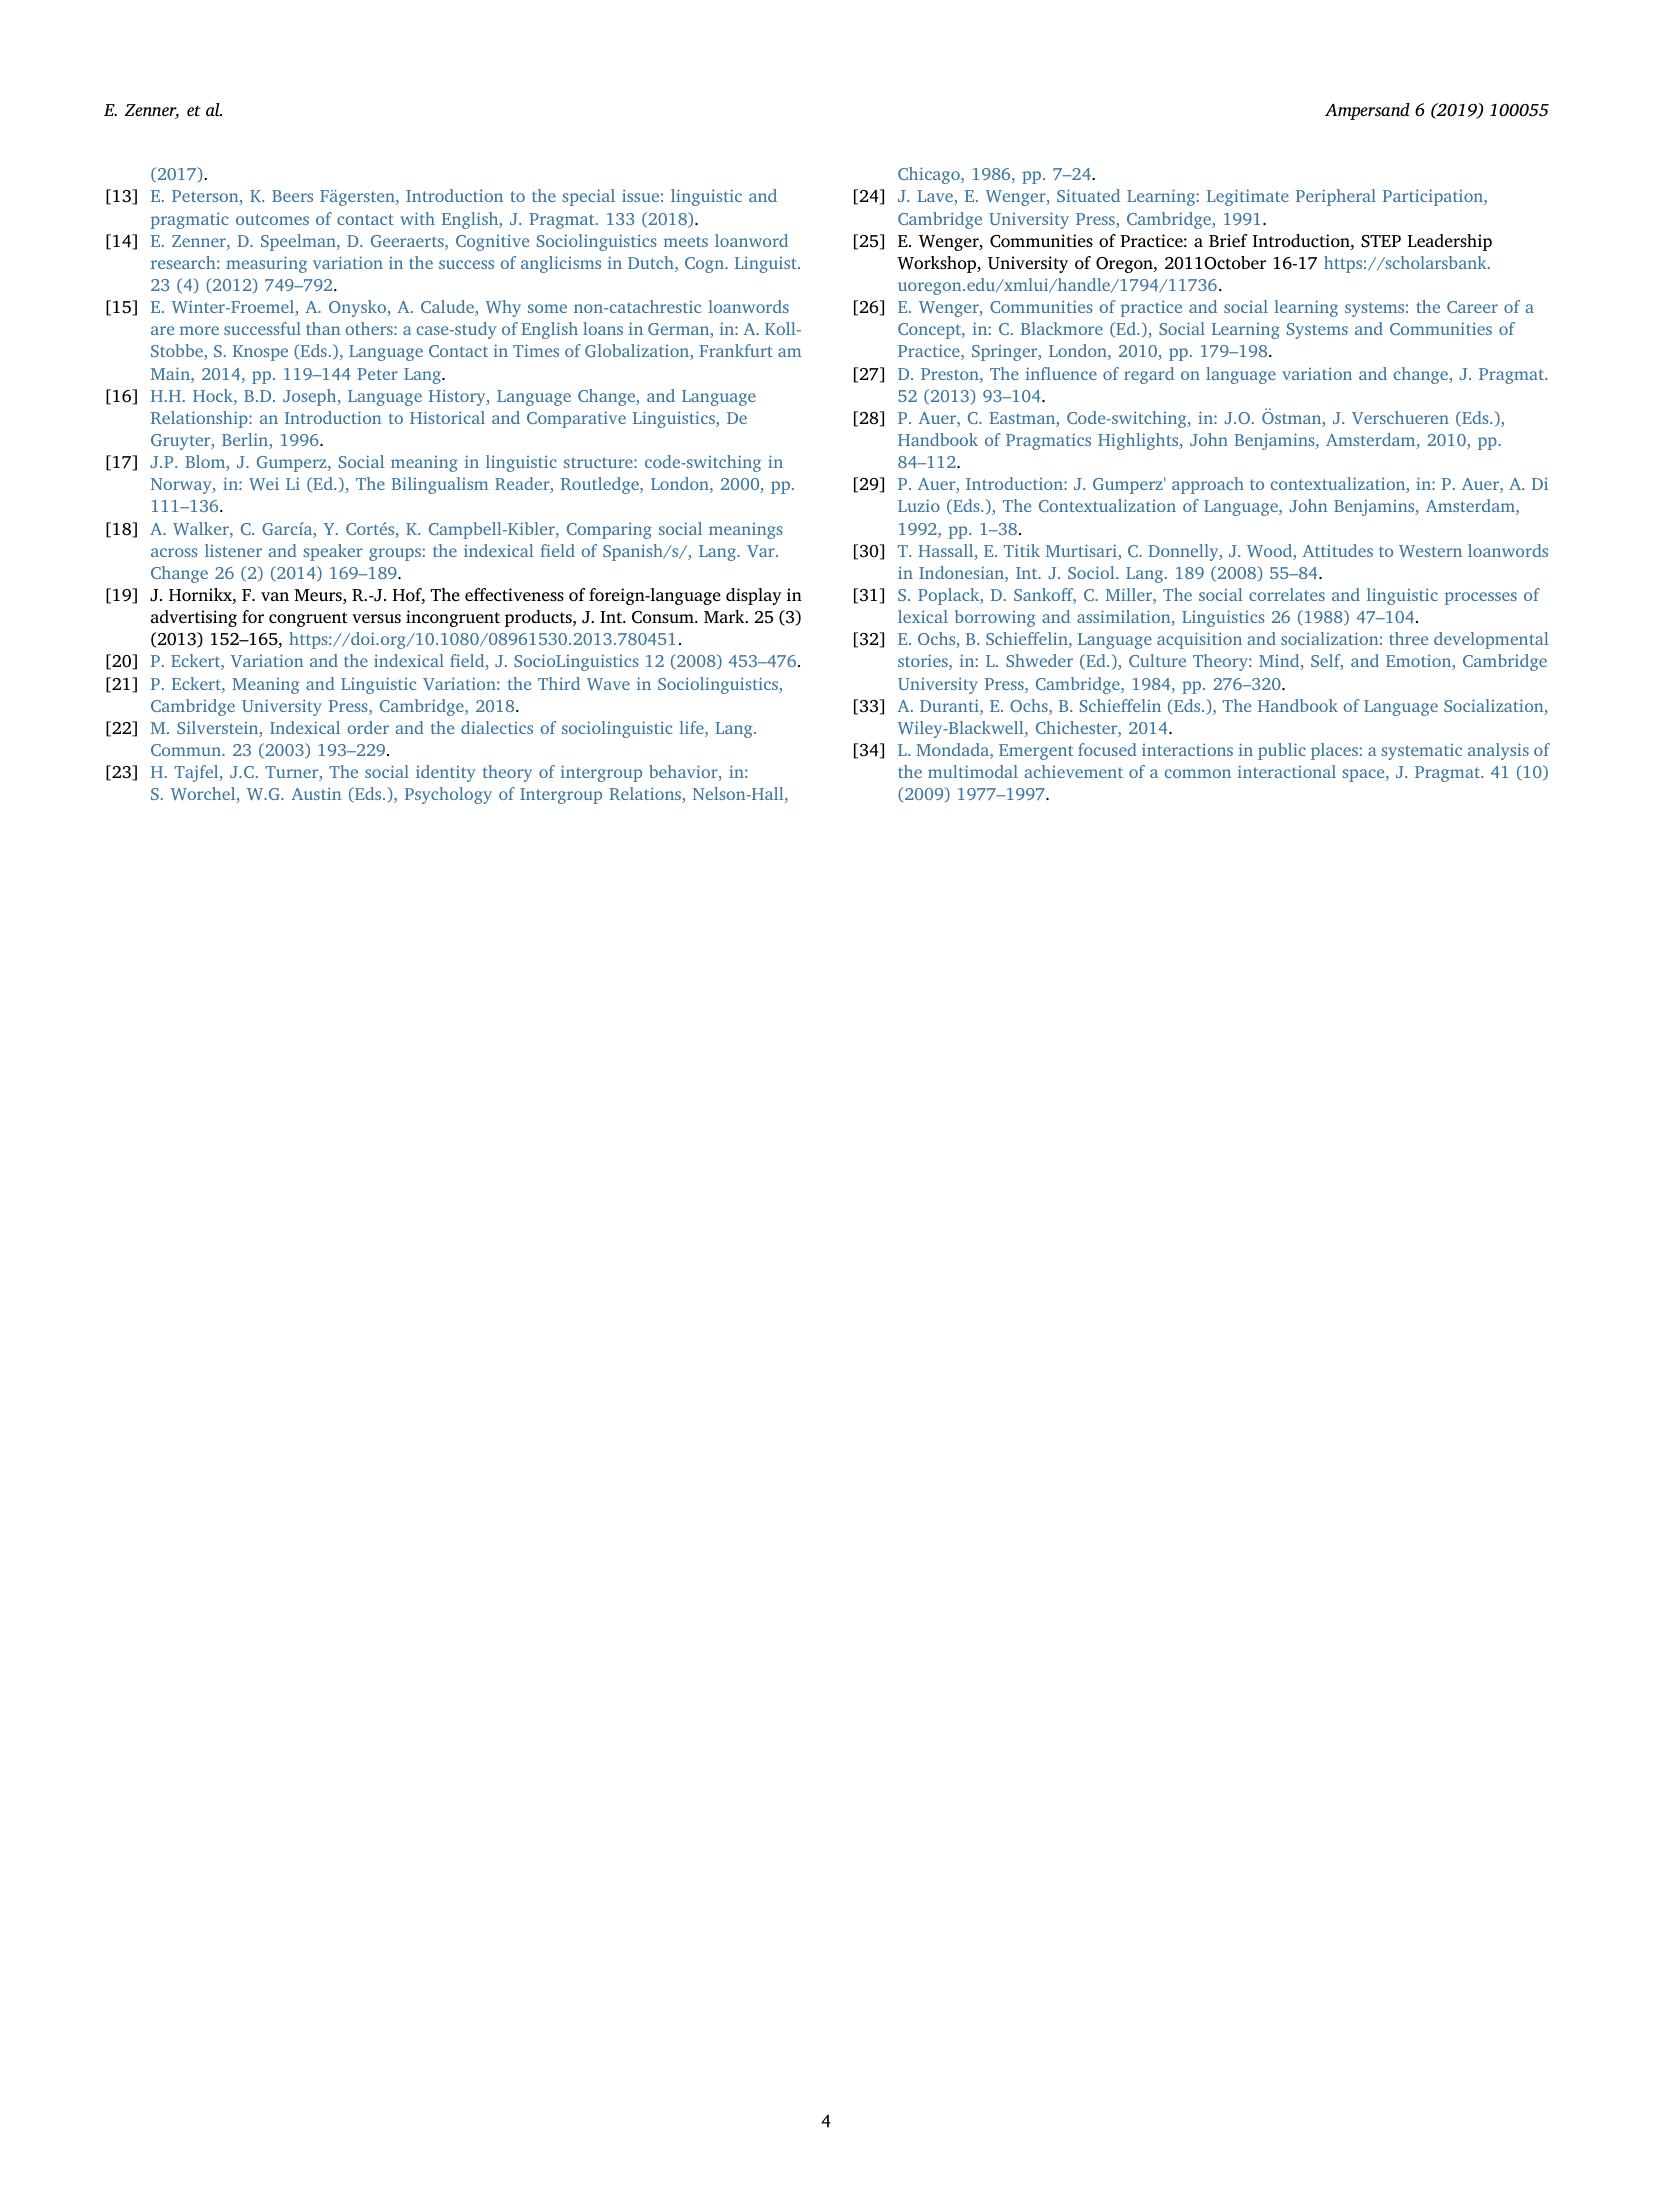 E. Zenner, et al.
Ampersand 6 (2019) 100055
(2017).
[13] E. Peterson, K. Beers Fägersten, Introduction to the special issue: linguistic and
pragmatic outcomes of contact with English, J. Pragmat. 133 (2018).
[14] E. Zenner, D. Speelman, D. Geeraerts, Cognitive Sociolinguistics meets loanword
research: measuring variation in the success of anglicisms in Dutch, Cogn. Linguist.
23 (4) (2012) 749–792.
[15] E. Winter-Froemel, A. Onysko, A. Calude, Why some non-catachrestic loanwords
are more successful than others: a case-study of English loans in German, in: A. Koll-
Stobbe, S. Knospe (Eds.), Language Contact in Times of Globalization, Frankfurt am
Main, 2014, pp. 119–144 Peter Lang.
[16] H.H. Hock, B.D. Joseph, Language History, Language Change, and Language
Relationship: an Introduction to Historical and Comparative Linguistics, De
Gruyter, Berlin, 1996.
[17] J.P. Blom, J. Gumperz, Social meaning in linguistic structure: code-switching in
Norway, in: Wei Li (Ed.), The Bilingualism Reader, Routledge, London, 2000, pp.
111–136.
[18] A. Walker, C. García, Y. Cortés, K. Campbell-Kibler, Comparing social meanings
across listener and speaker groups: the indexical field of Spanish/s/, Lang. Var.
Change 26 (2) (2014) 169–189.
[19] J. Hornikx, F. van Meurs, R.-J. Hof, The effectiveness of foreign-language display in
advertising for congruent versus incongruent products, J. Int. Consum. Mark. 25 (3)
(2013) 152–165, https://doi.org/10.1080/08961530.2013.780451.
[20] P. Eckert, Variation and the indexical field, J. SocioLinguistics 12 (2008) 453–476.
[21] P. Eckert, Meaning and Linguistic Variation: the Third Wave in Sociolinguistics,
Cambridge University Press, Cambridge, 2018.
[22] M. Silverstein, Indexical order and the dialectics of sociolinguistic life, Lang.
Commun. 23 (2003) 193–229.
[23] H. Tajfel, J.C. Turner, The social identity theory of intergroup behavior, in:
S. Worchel, W.G. Austin (Eds.), Psychology of Intergroup Relations, Nelson-Hall,
Chicago, 1986, pp. 7–24.
[24] J. Lave, E. Wenger, Situated Learning: Legitimate Peripheral Participation,
Cambridge University Press, Cambridge, 1991.
[25] E. Wenger, Communities of Practice: a Brief Introduction, STEP Leadership
Workshop, University of Oregon, 2011October 16-17 https://scholarsbank.
uoregon.edu/xmlui/handle/1794/11736.
[26] E. Wenger, Communities of practice and social learning systems: the Career of a
Concept, in: C. Blackmore (Ed.), Social Learning Systems and Communities of
Practice, Springer, London, 2010, pp. 179–198.
[27] D. Preston, The influence of regard on language variation and change, J. Pragmat.
52 (2013) 93–104.
[28] P. Auer, C. Eastman, Code-switching, in: J.O. Östman, J. Verschueren (Eds.),
Handbook of Pragmatics Highlights, John Benjamins, Amsterdam, 2010, pp.
84–112.
[29] P. Auer, Introduction: J. Gumperz' approach to contextualization, in: P. Auer, A. Di
Luzio (Eds.), The Contextualization of Language, John Benjamins, Amsterdam,
1992, pp. 1–38.
[30] T. Hassall, E. Titik Murtisari, C. Donnelly, J. Wood, Attitudes to Western loanwords
in Indonesian, Int. J. Sociol. Lang. 189 (2008) 55–84.
[31] S. Poplack, D. Sankoff, C. Miller, The social correlates and linguistic processes of
lexical borrowing and assimilation, Linguistics 26 (1988) 47–104.
[32] E. Ochs, B. Schieffelin, Language acquisition and socialization: three developmental
stories, in: L. Shweder (Ed.), Culture Theory: Mind, Self, and Emotion, Cambridge
University Press, Cambridge, 1984, pp. 276–320.
[33] A. Duranti, E. Ochs, B. Schieffelin (Eds.), The Handbook of Language Socialization,
Wiley-Blackwell, Chichester, 2014.
[34] L. Mondada, Emergent focused interactions in public places: a systematic analysis of
the multimodal achievement of a common interactional space, J. Pragmat. 41 (10)
(2009) 1977–1997.
4